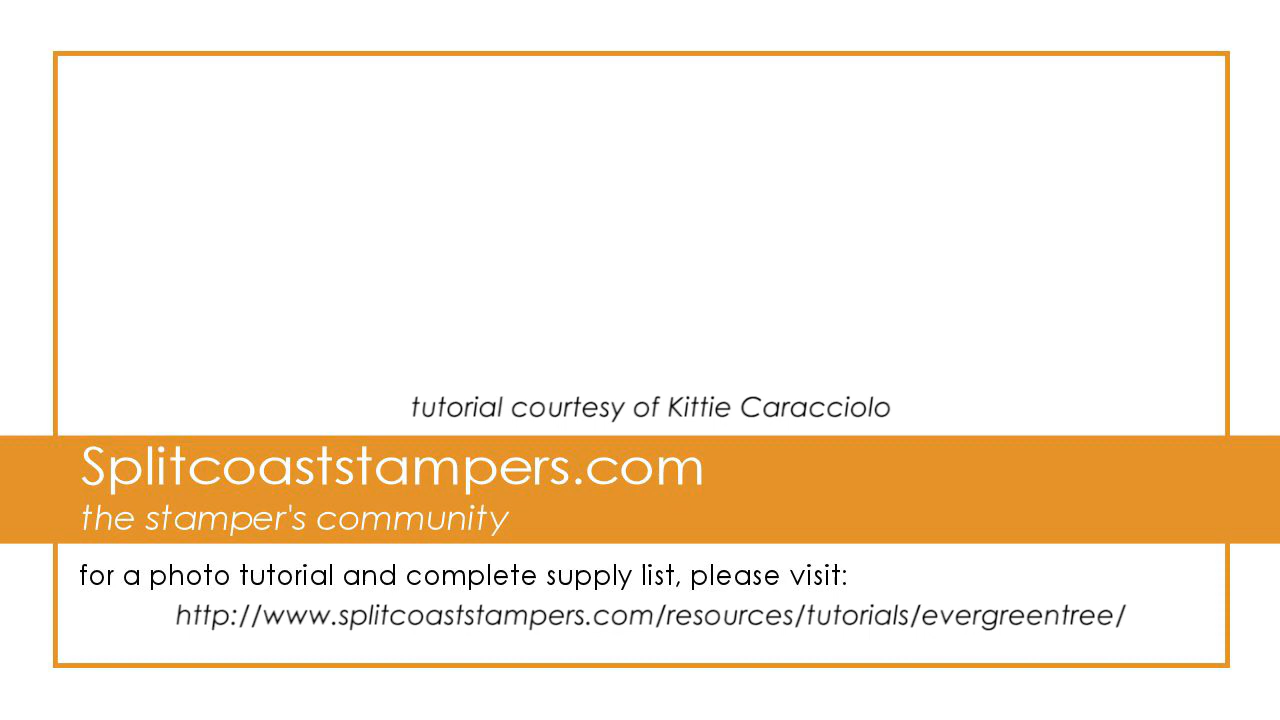 tutorial courtesy of Kittie Caracciolo
Splitcoaststampers.com
the stamper's community
for a photo tutorial and complete supply list, please visit:
http://www.splitcoaststampers.com/resources/tutorials/evergreentree/